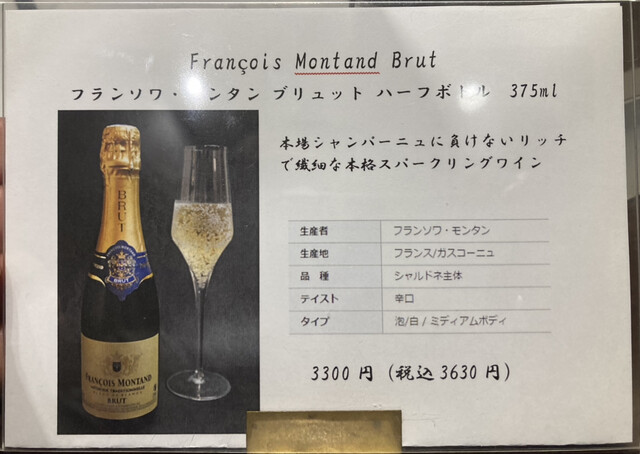 François Montand Brut
フランソワ・モンタン ブリュット ハーフボトル 375ml
本場シャンパーニュに負けないリッチ
で繊細な本格スパークリングワイン
生産者 フランソワ・モンタン
生産地 フランス/ガスコーニュ
品種 シャルドネ主体
テイスト 辛口
タイプ 泡/白/ミディアムボディ
3300円(税込3630円)
BRUT
BRUT
FRANÇOIS MONTAND
MÉTHODE TRADITIONNELLE
BLANC DE BLANCS
BRUT